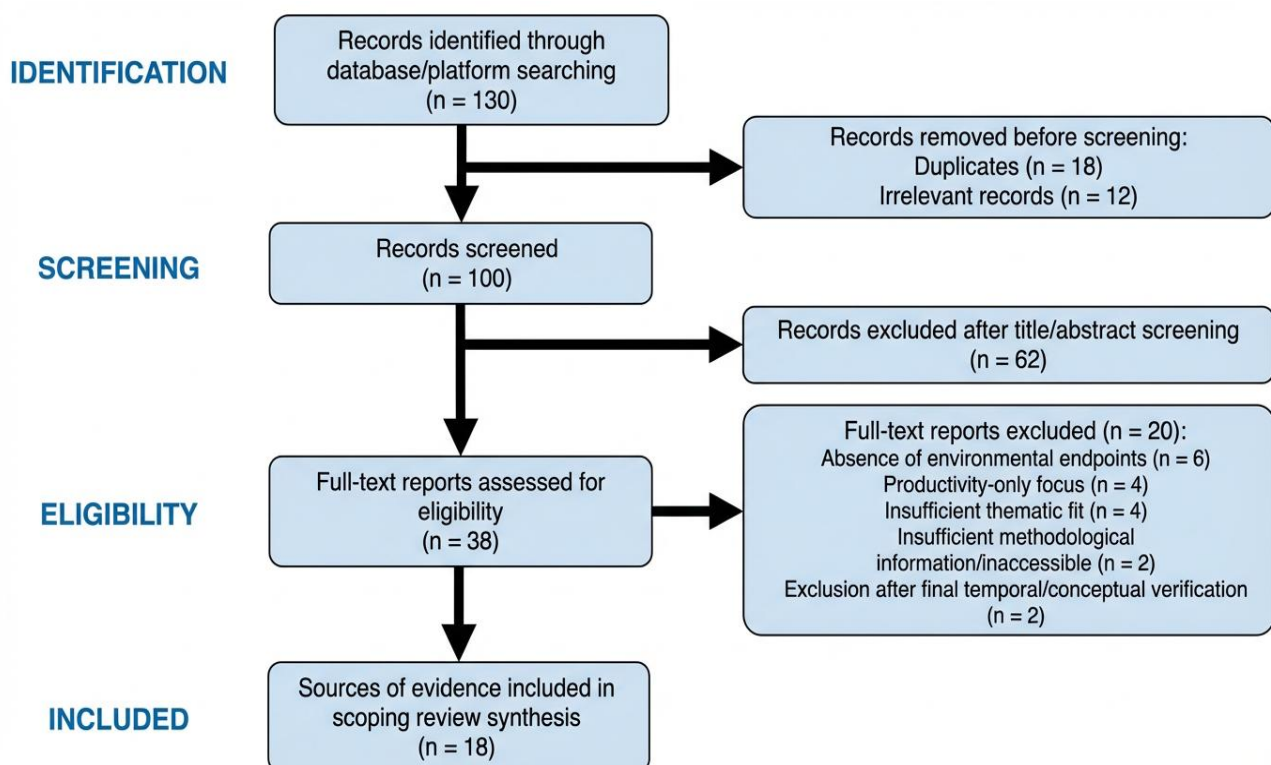 IDENTIFICATION
Records identified through
database/platform searching
(n = 130)
Records removed before screening:
Duplicates (n = 18)
Irrelevant records (n = 12)
SCREENING
Records screened
(n = 100)
Records excluded after title/abstract screening
(n = 62)
ELIGIBILITY
Full-text reports assessed for
eligibility
(n = 38)
Full-text reports excluded (n = 20):
Absence of environmental endpoints (n = 6)
Productivity-only focus (n = 4)
Insufficient thematic fit (n = 4)
Insufficient methodological
information/inaccessible (n = 2)
Exclusion after final temporal/conceptual verification
(n = 2)
INCLUDED
Sources of evidence included in
scoping review synthesis
(n = 18)